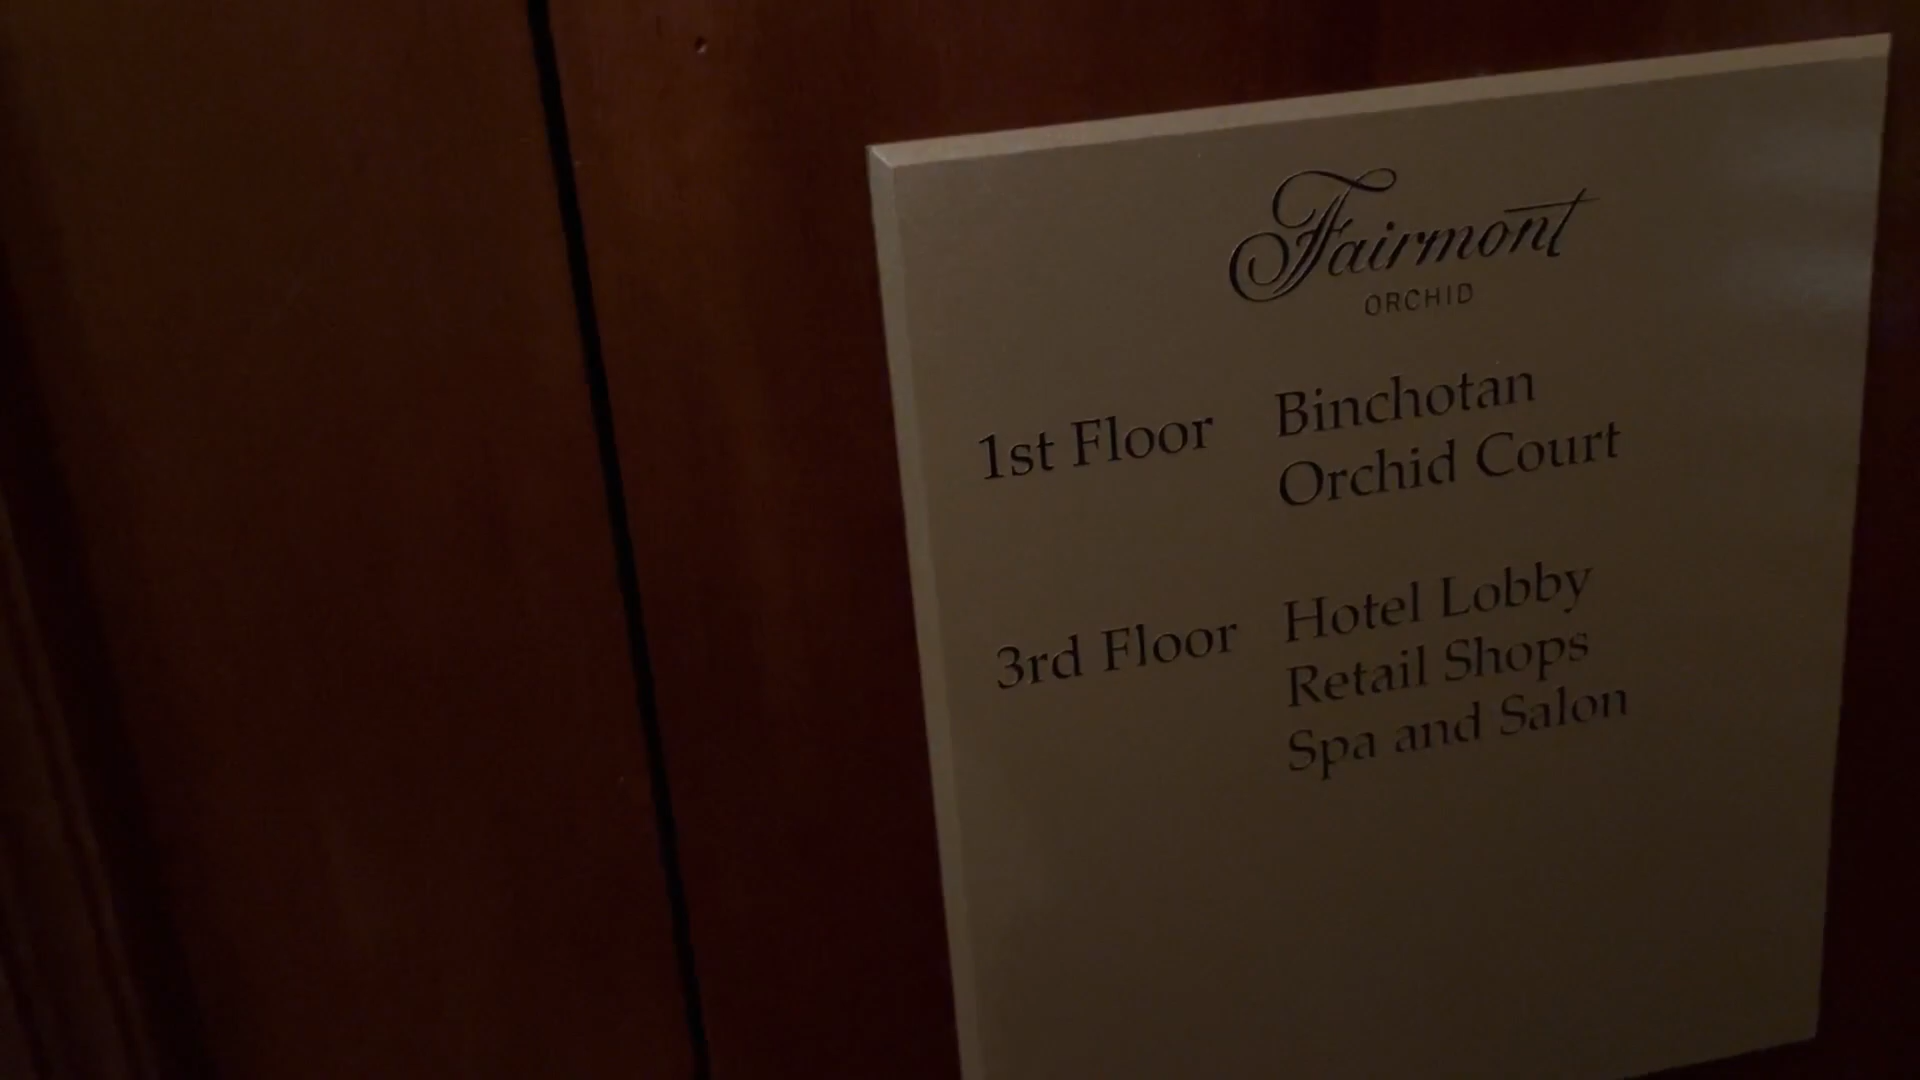 Fairmont
ORCHID
1st Floor Binchotan
Orchid Court
3rd Floor Hotel Lobby
Retail Shops
Spa and Salon